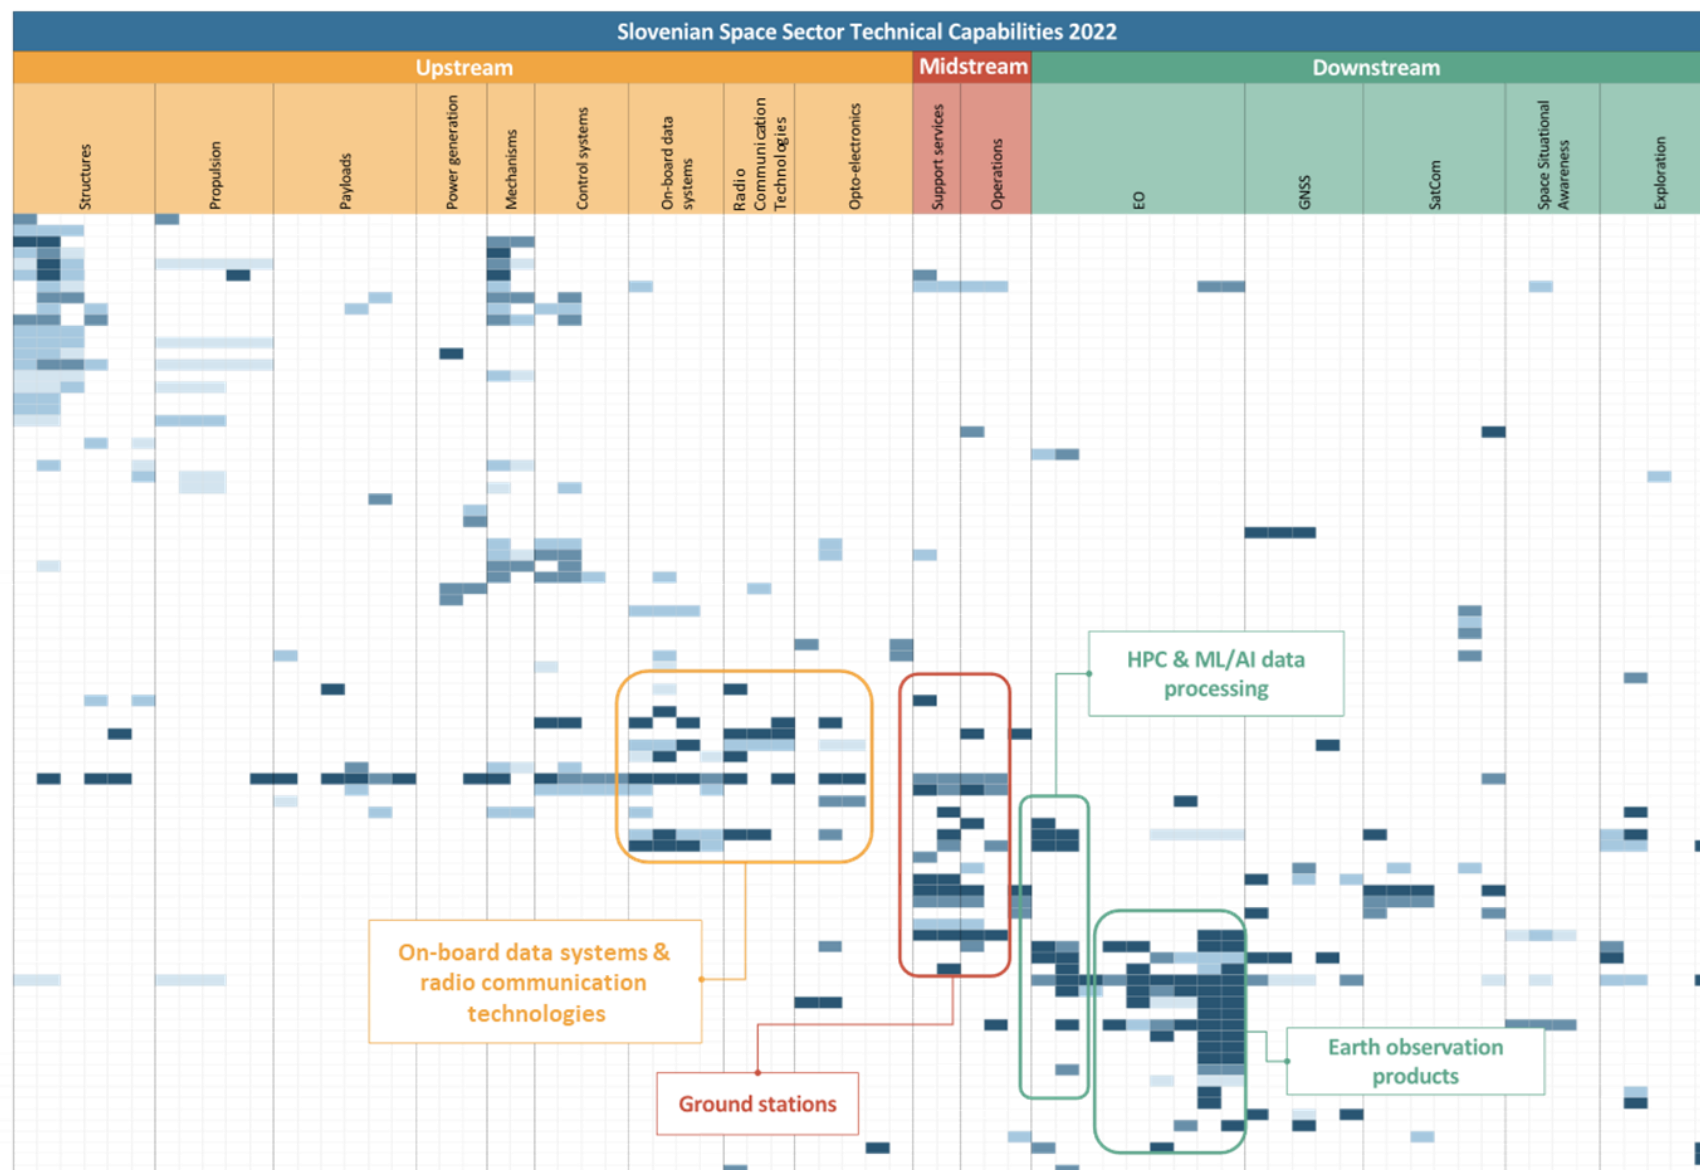 Slovenian Space Sector Technical Capabilities 2022
Upstream
Midstream
Downstream
Structures
Propulsion
Payloads
Power generation
Mechanisms
Control systems
On-board data
systems
Radio
Communication
Technologies
Opto-electronics
Support services
Operations
EO
GNSS
SatCom
Space Situational
Awareness
Exploration
HPC & ML/AI data
processing
On-board data systems &
radio communication
technologies
Earth observation
products
Ground stations